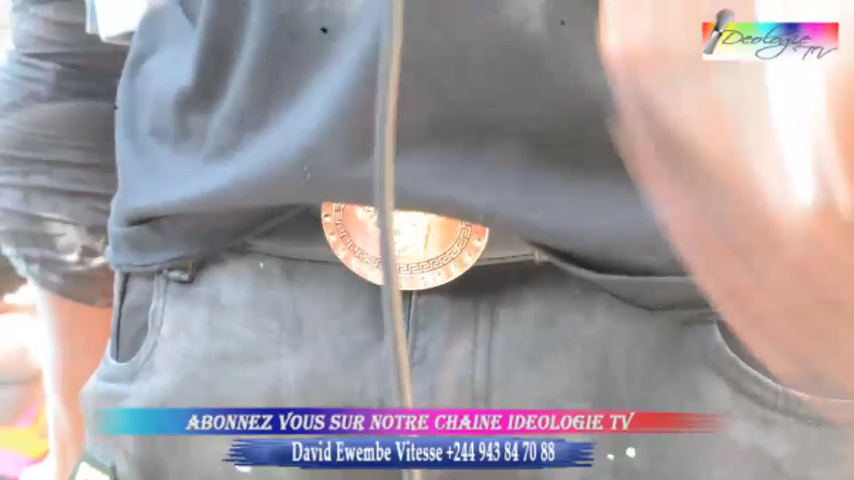 Ideologie
TV
ABONNEZ VOUS SUR NOTRE CHAINE IDEOLOGIE TV
David Ewembe Vitesse +244 943 84 70 88